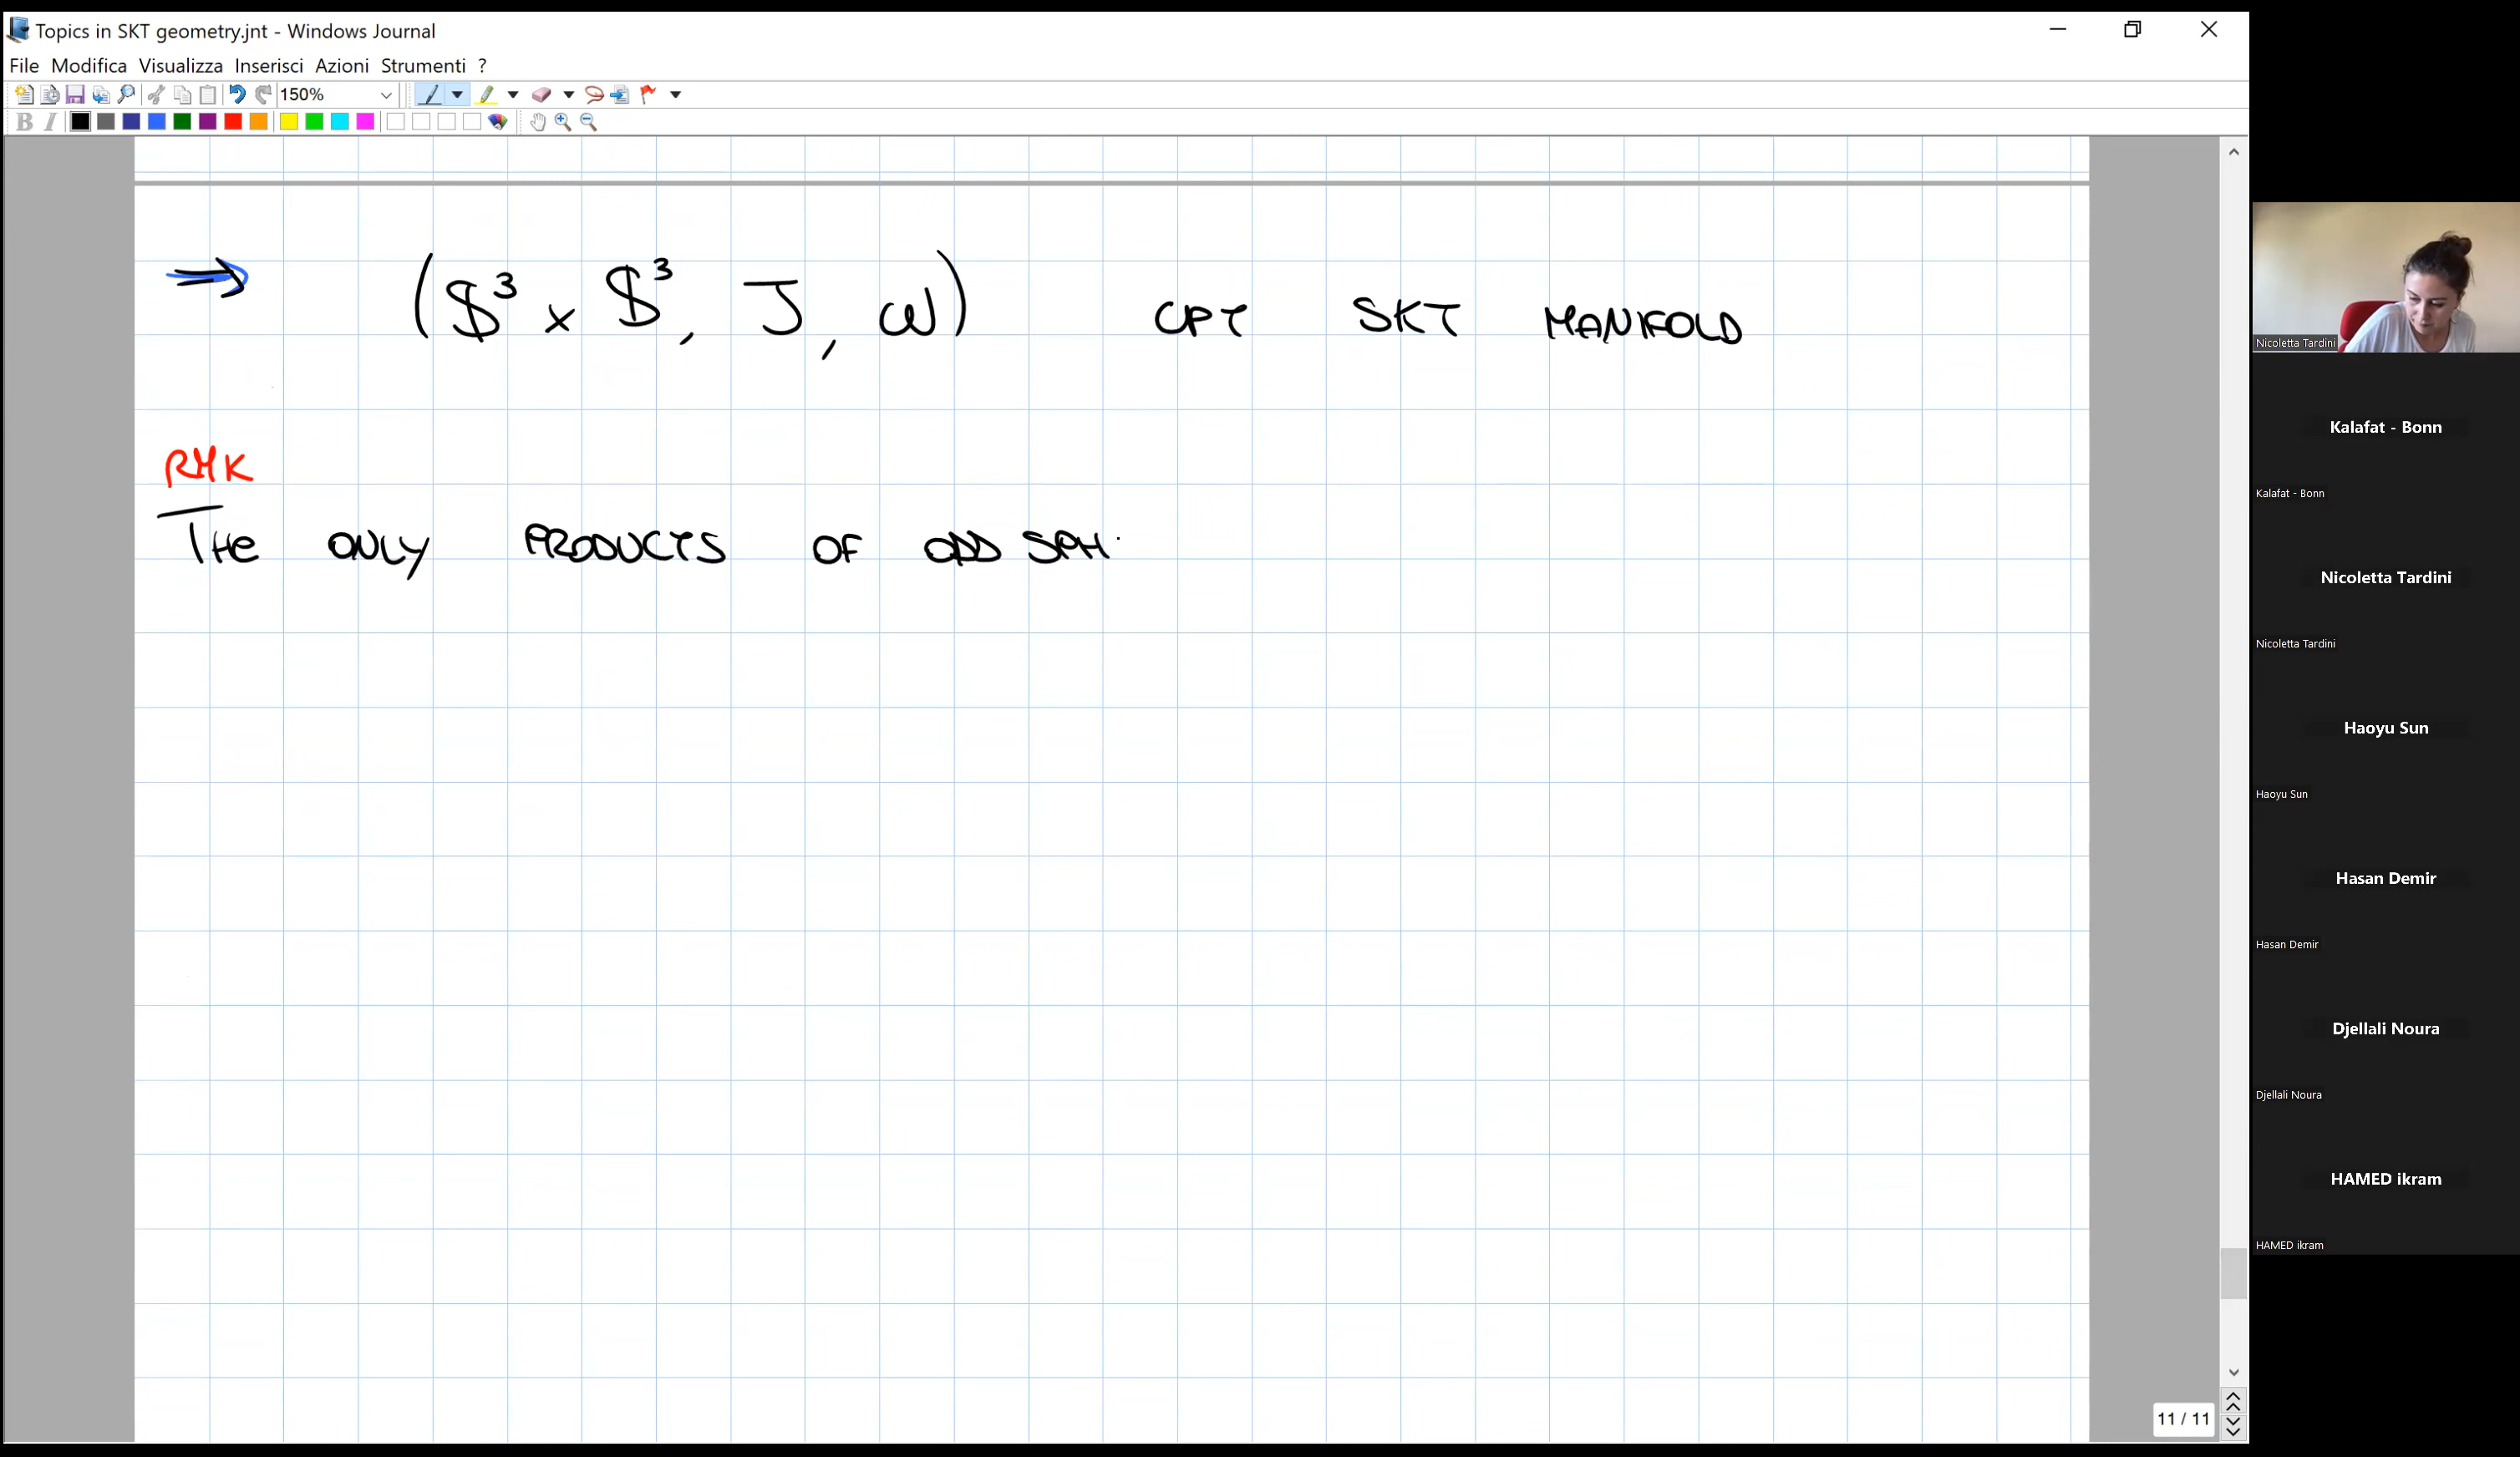 Topics in SKT geometry.jnt - Windows Journal
File Modifica Visualizza Inserisci Azioni Strumenti ?
150%
B I
⇒ ($³ × $³, J, ω) CPT SKT MANIFOLD
RMK
THE ONLY PRODUCTS OF ODD SPH
11 / 11
Nicoletta Tardini
Kalafat - Bonn
Kalafat - Bonn
Nicoletta Tardini
Nicoletta Tardini
Haoyu Sun
Haoyu Sun
Hasan Demir
Hasan Demir
Djellali Noura
Djellali Noura
HAMED ikram
HAMED ikram